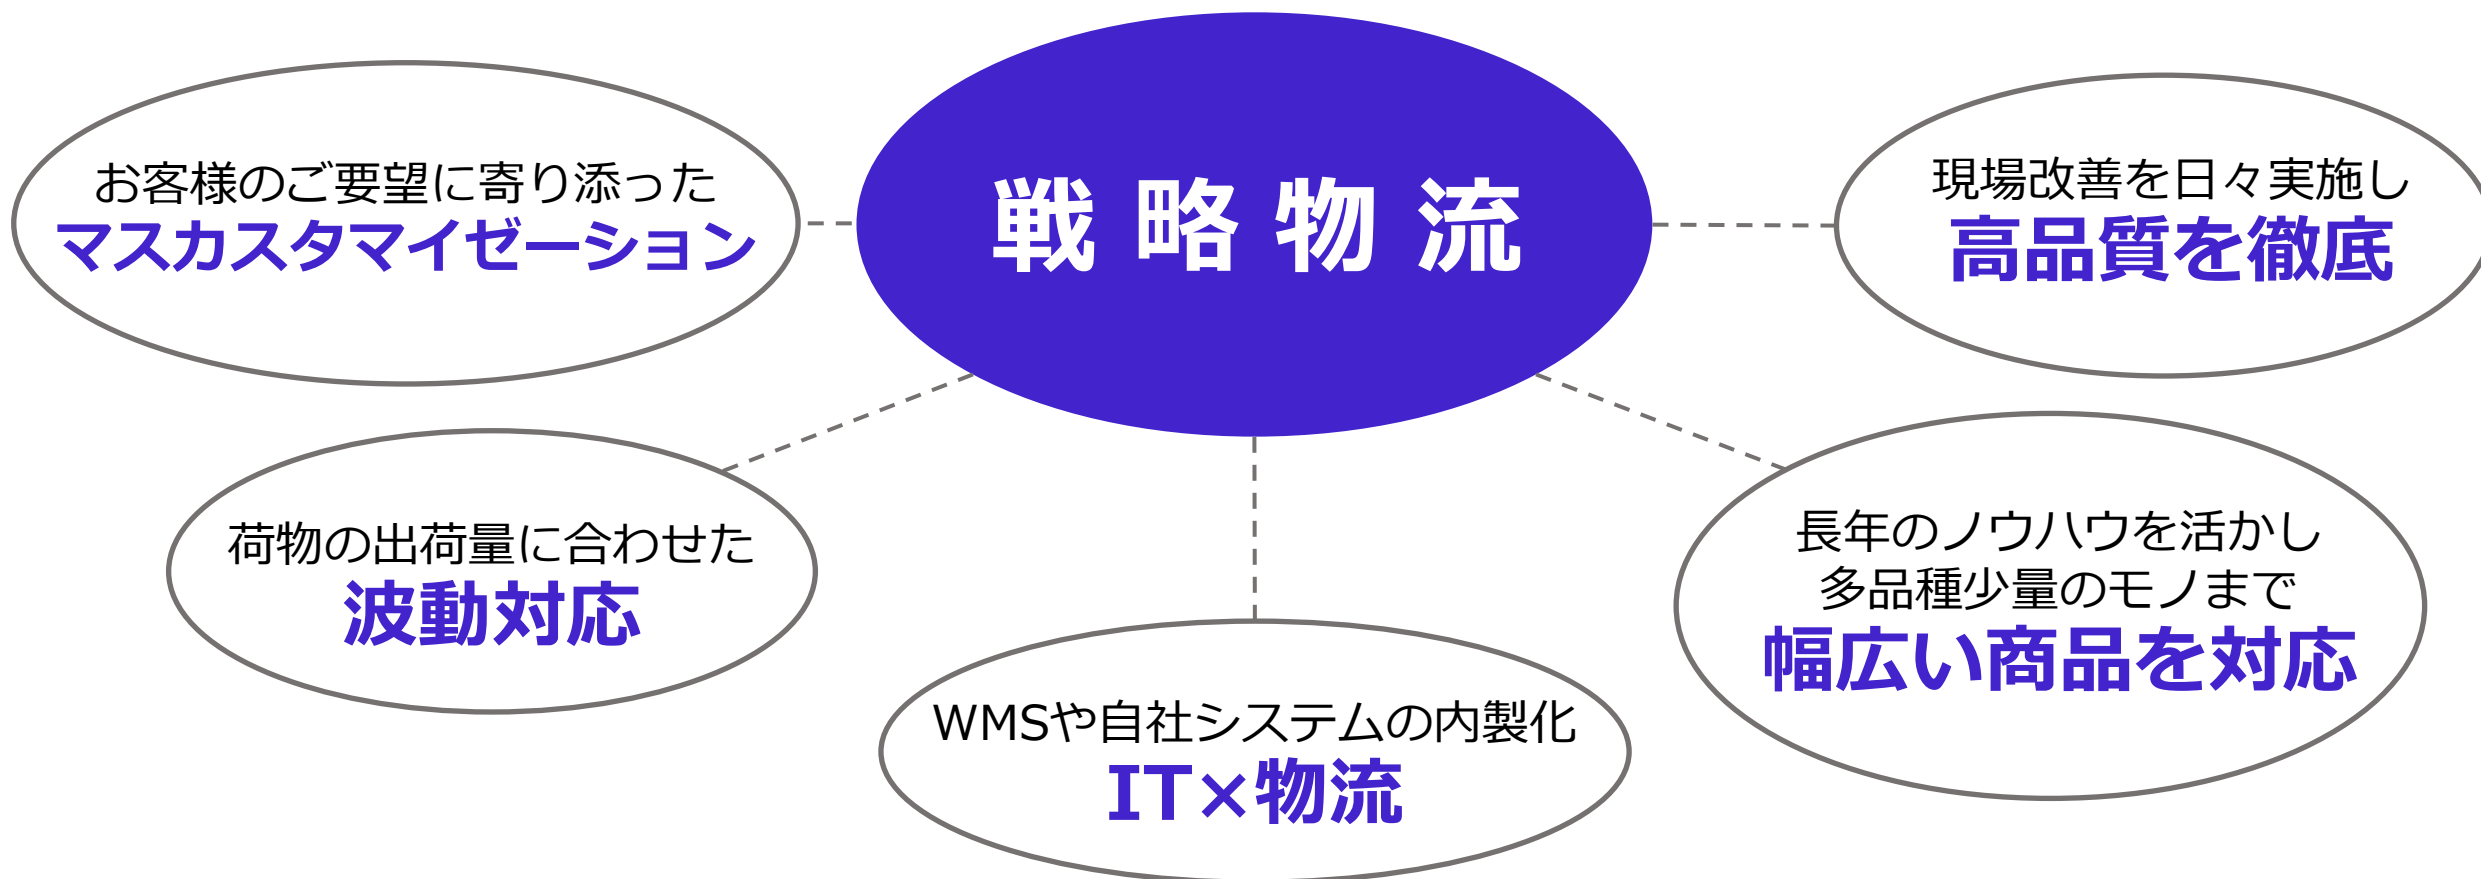 戦略物流
お客様のご要望に寄り添った
マスカスタマイゼーション
現場改善を日々実施し
高品質を徹底
荷物の出荷量に合わせた
波動対応
長年のノウハウを活かし
多品種少量のモノまで
幅広い商品を対応
WMSや自社システムの内製化
IT×物流